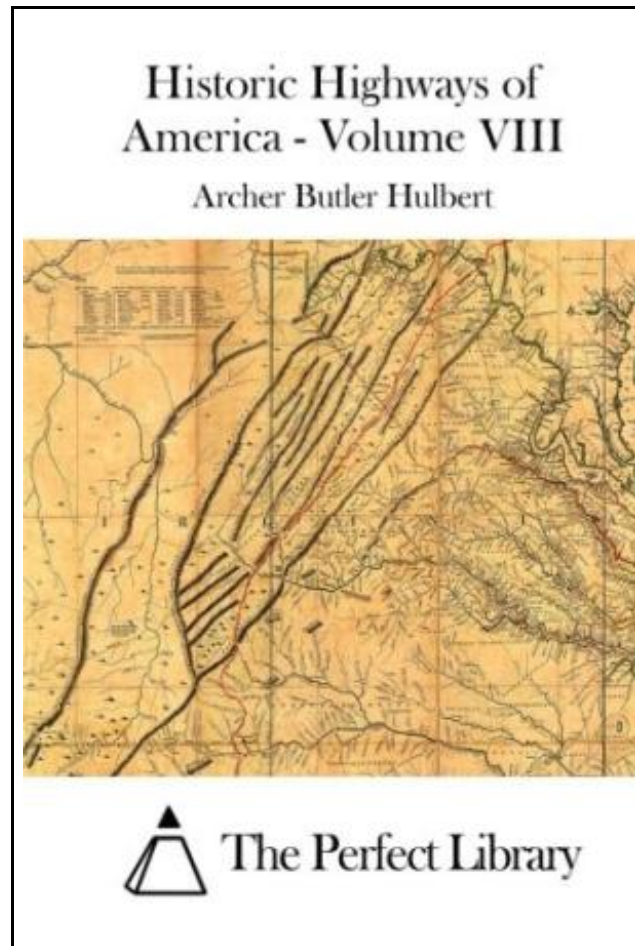 Historic Highways of
America - Volume VIII
Archer Butler Hulbert
The Perfect Library